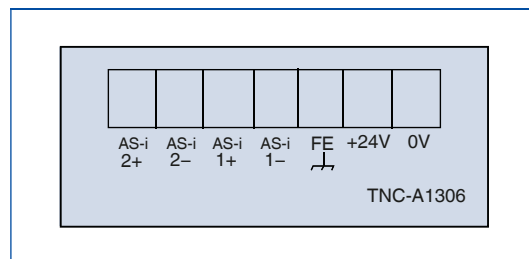 AS-i AS-i AS-i AS-i FE +24V 0V
2+ 2– 1+ 1–
TNC-A1306